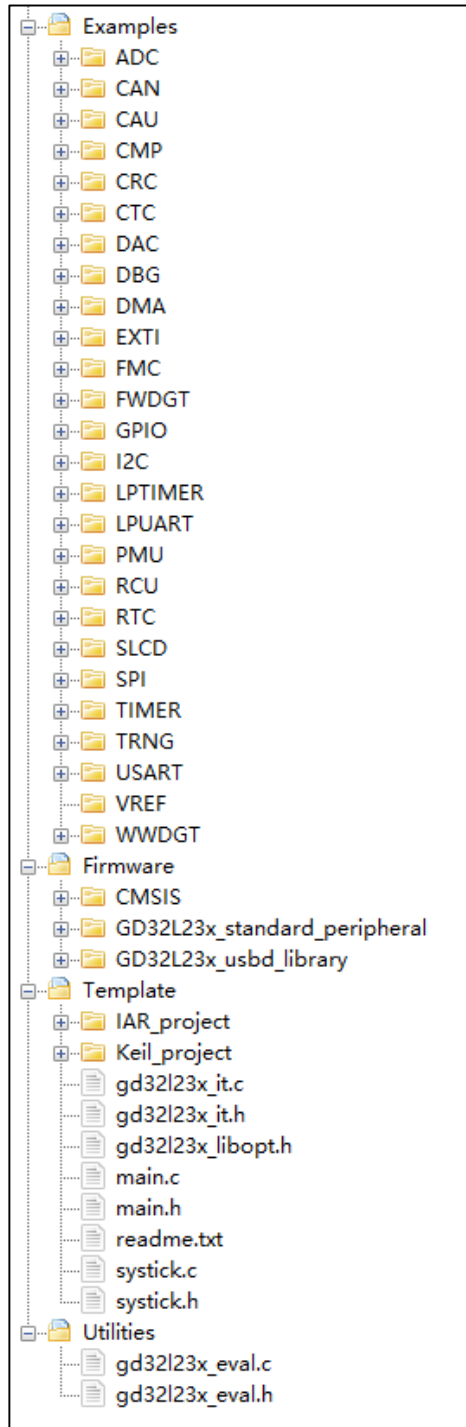 Examples
ADC
CAN
CAU
CMP
CRC
CTC
DAC
DBG
DMA
EXTI
FMC
FWDGT
GPIO
I2C
LPTIMER
LPUART
PMU
RCU
RTC
SLCD
SPI
TIMER
TRNG
USART
VREF
WWDGT
Firmware
CMSIS
GD32L23x_standard_peripheral
GD32L23x_usbd_library
Template
IAR_project
Keil_project
gd32l23x_it.c
gd32l23x_it.h
gd32l23x_libopt.h
main.c
main.h
readme.txt
systick.c
systick.h
Utilities
gd32l23x_eval.c
gd32l23x_eval.h